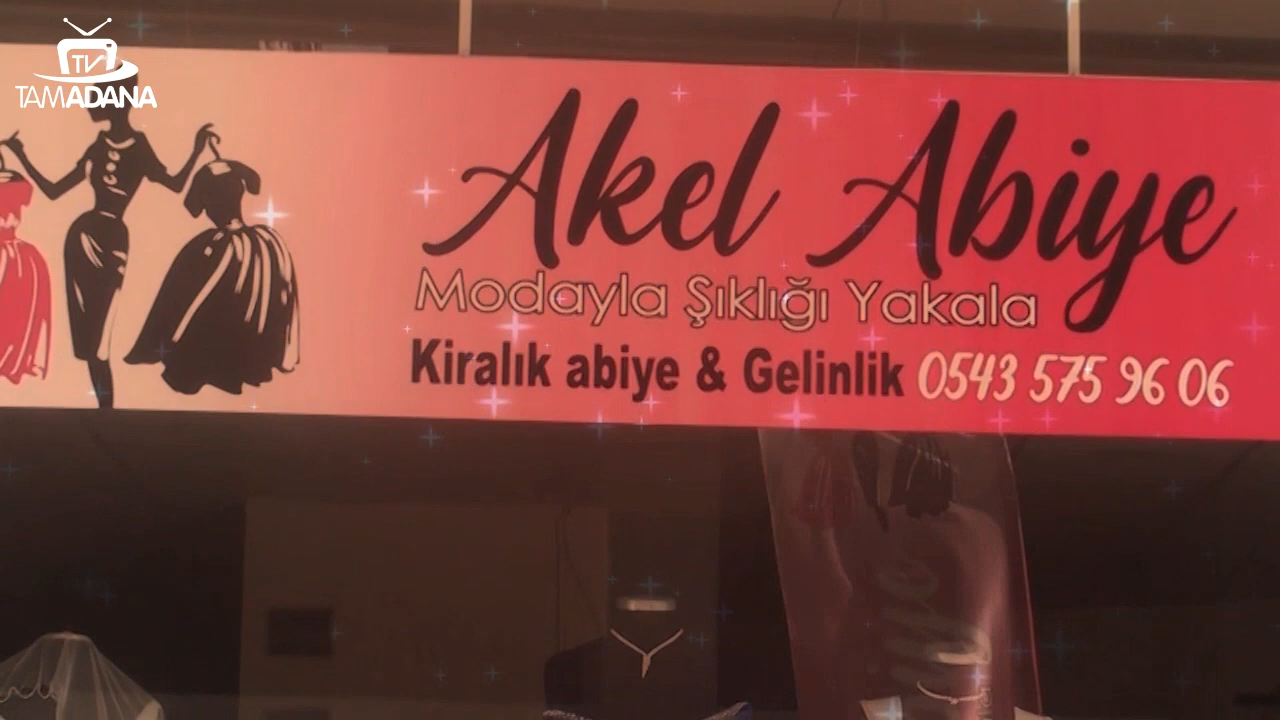 TV
TAMADANA
Akel Abiye
Modayla Şıklığı Yakala
Kiralık abiye & Gelinlik 0543 575 96 06